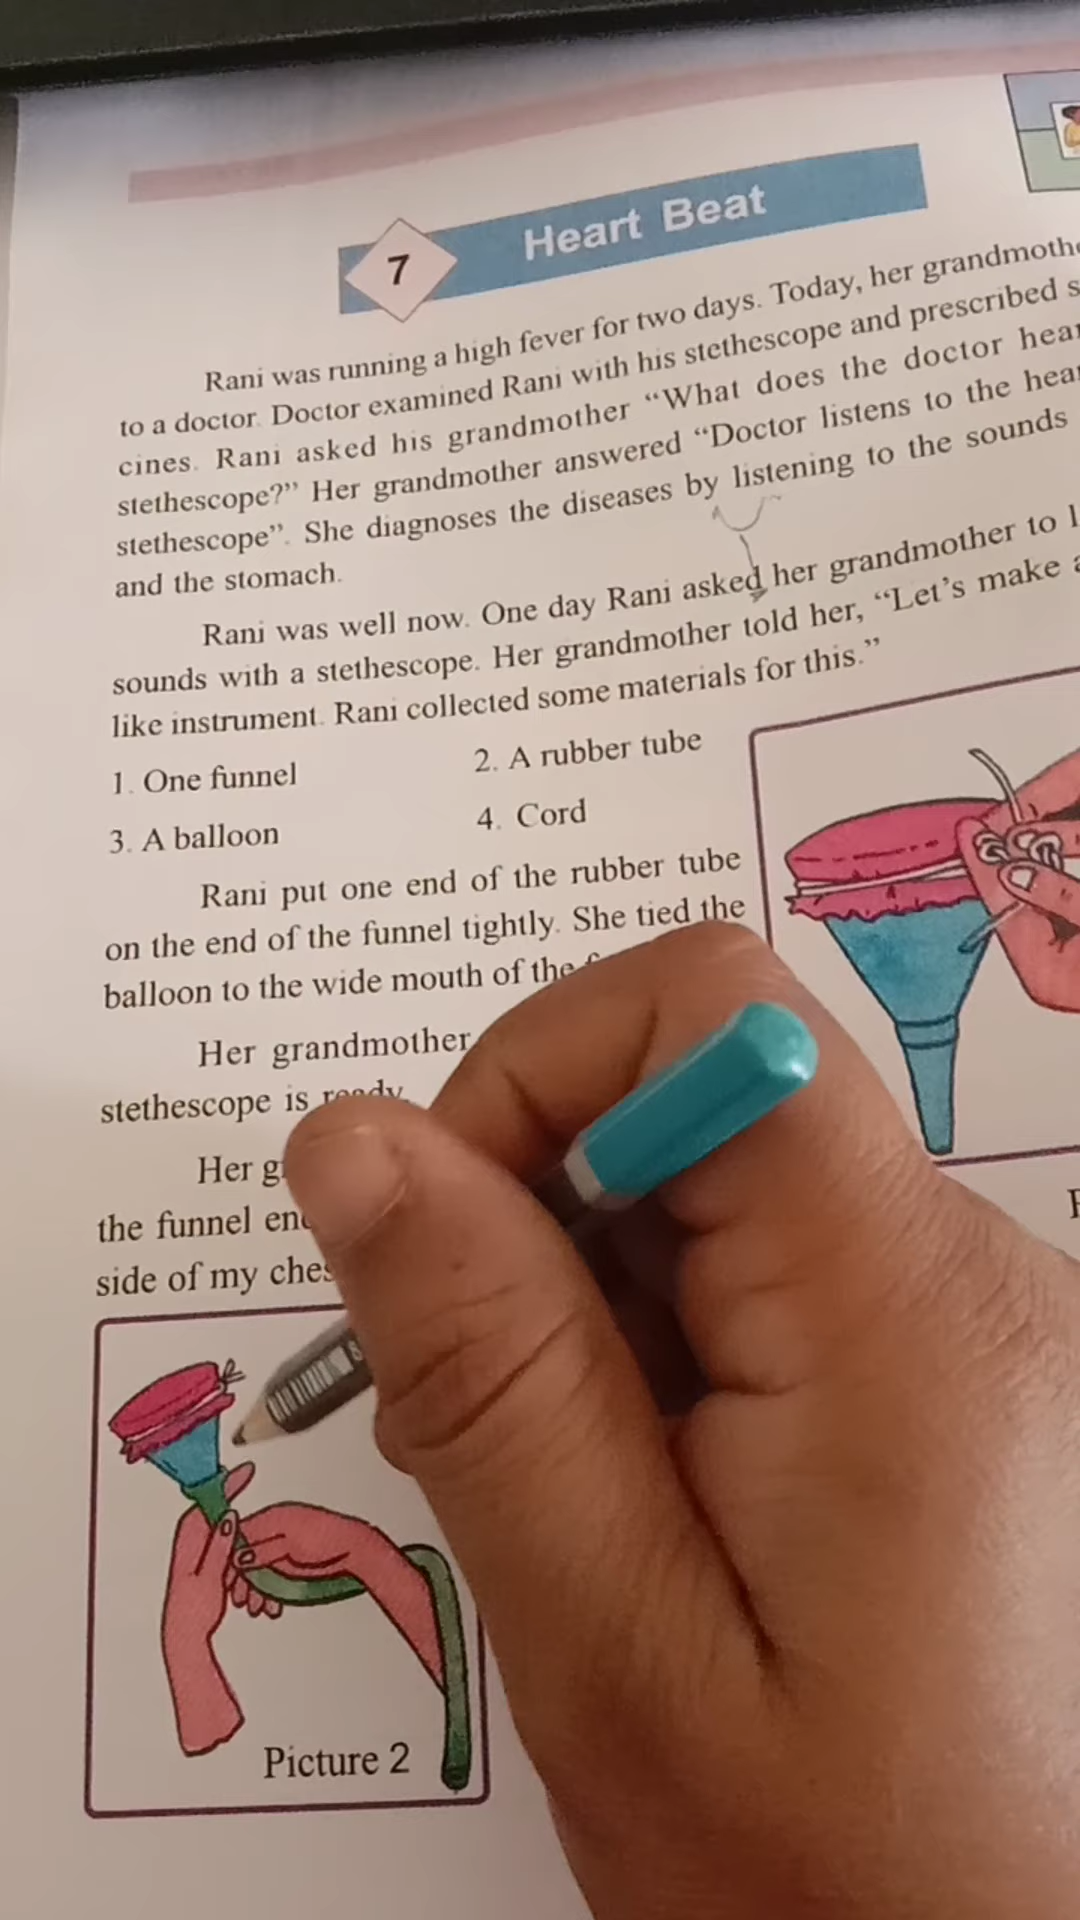 7
Heart Beat
Rani was running a high fever for two days. Today, her
to a doctor. Doctor examined Rani with his stethescope and prescribed
cines. Rani asked his grandmother “What does the doctor
stethescope?” Her grandmother answered “Doctor listens to the
stethescope”. She diagnoses the diseases by listening to the sounds
and the stomach.
Rani was well now. One day Rani asked her grandmother to
sounds with a stethescope. Her grandmother told her, “Let’s make
like instrument. Rani collected some materials for this.”
1. One funnel
2. A rubber tube
3. A balloon
4. Cord
Rani put one end of the rubber tube
on the end of the funnel tightly. She tied the
balloon to the wide mouth of the
Her grandmother
stethescope is ready.
Her
the funnel
side of my
Picture 2